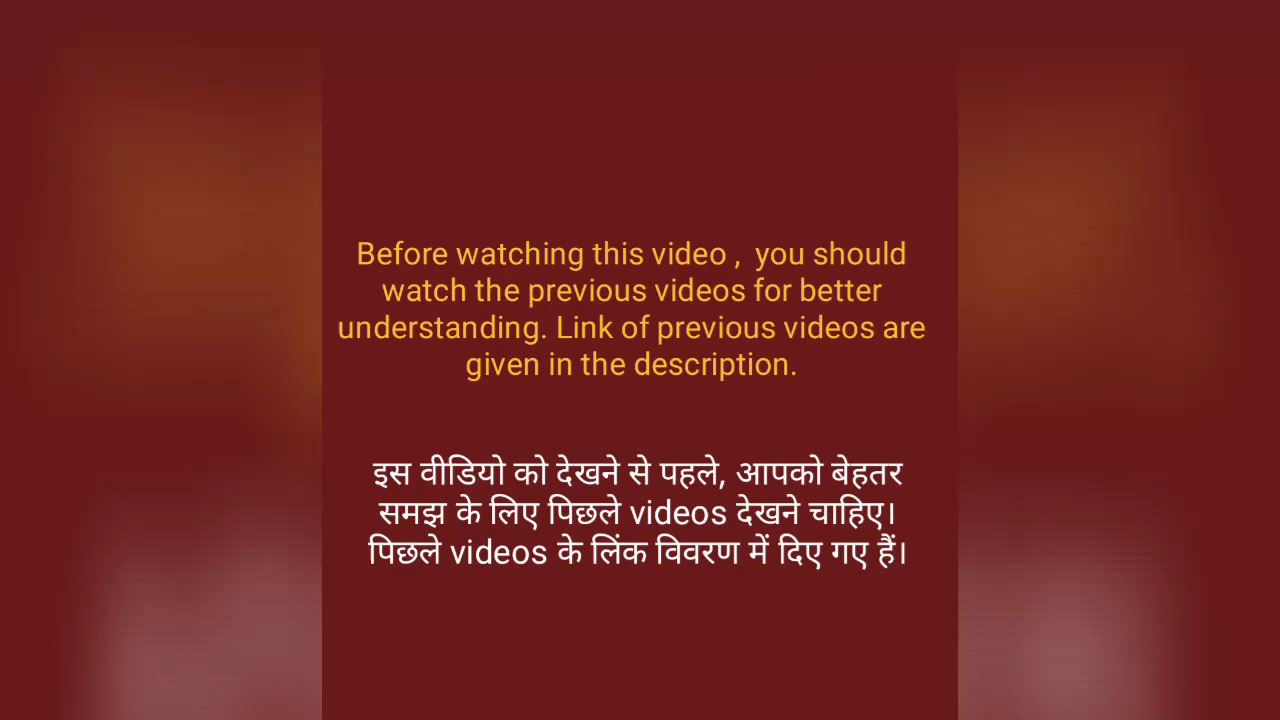 Before watching this video ,  you should
watch the previous videos for better
understanding. Link of previous videos are
given in the description.
इस वीडियो को देखने से पहले, आपको बेहतर
समझ के लिए पिछले videos देखने चाहिए।
पिछले videos के लिंक विवरण में दिए गए हैं।